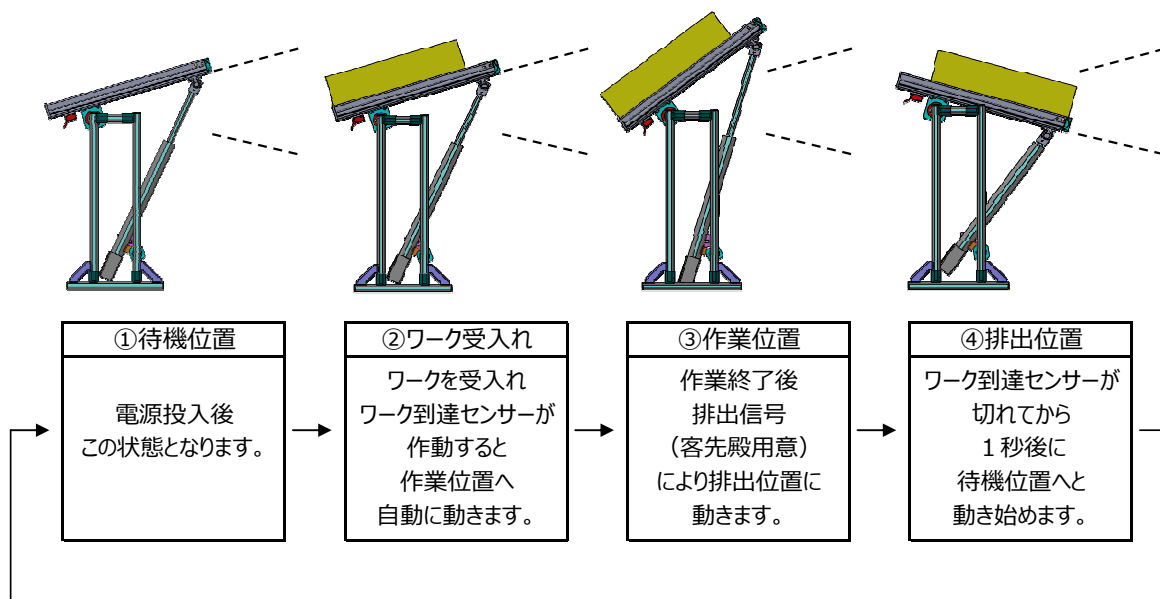 ①待機位置
電源投入後
この状態となります。
②ワーク受入れ
ワークを受入れ
ワーク到達センサーが
作動すると
作業位置へ
自動に動きます。
③作業位置
作業終了後
排出信号
（客先殿用意）
により排出位置に
動きます。
④排出位置
ワーク到達センサーが
切れてから
１秒後に
待機位置へと
動き始めます。